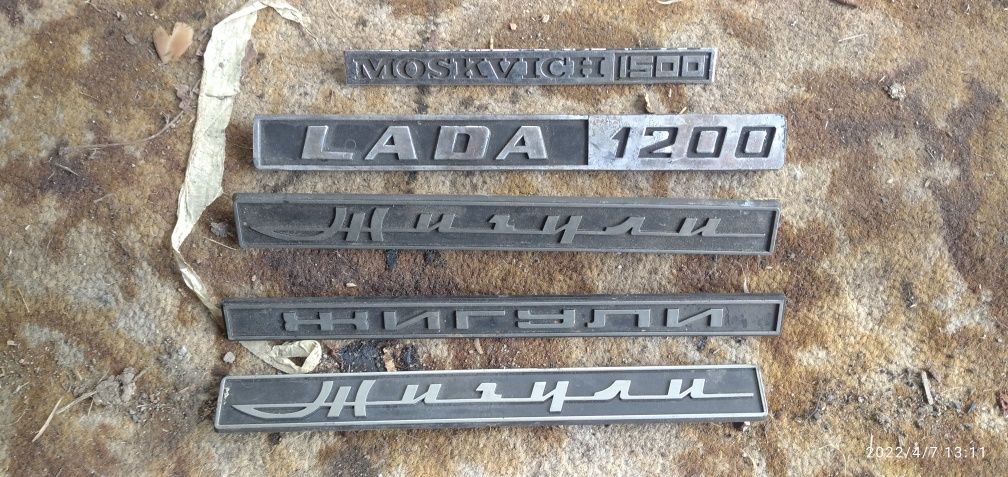 MOSKVICH 1500
LADA 1200
Жигули
ЖИГУЛИ
Жигули
2022/4/7 13:11